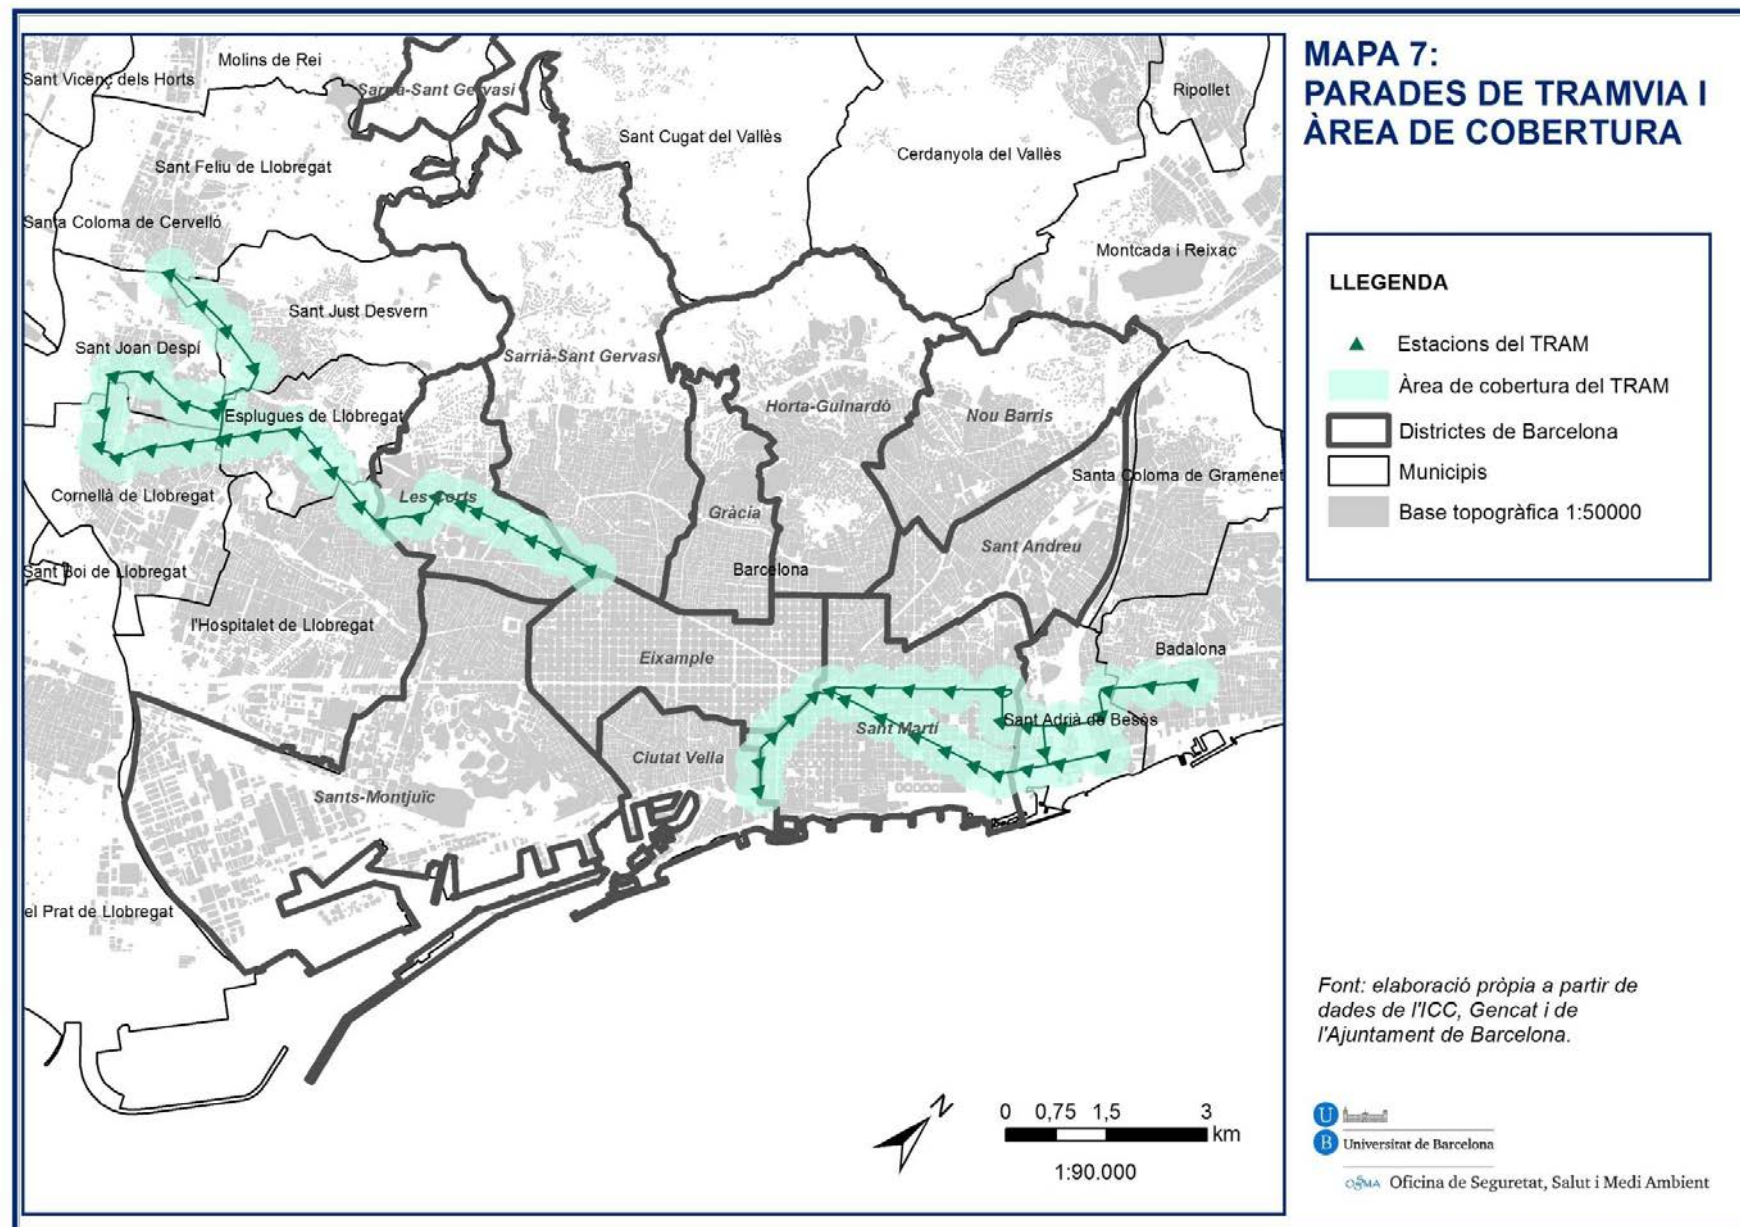 MAPA 7:
PARADES DE TRAMVIA I
ÀREA DE COBERTURA
LLEGENDA
Estacions del TRAM
Àrea de cobertura del TRAM
Districtes de Barcelona
Municipis
Base topogràfica 1:50000
Molins de Rei
Sant Vicenç dels Horts
Sarrià-Sant Gervasi
Ripollet
Sant Cugat del Vallès
Cerdanyola del Vallès
Sant Feliu de Llobregat
Santa Coloma de Cervelló
Montcada i Reixac
Sant Just Desvern
Sant Joan Despí
Sarrià-Sant Gervasi
Horta-Guinardó
Nou Barris
Esplugues de Llobregat
Santa Coloma de Gramenet
Cornellà de Llobregat
Les Corts
Gràcia
Sant Andreu
Sant Boi de Llobregat
Barcelona
l'Hospitalet de Llobregat
Badalona
Eixample
Sant Adrià de Besòs
Sant Martí
Ciutat Vella
Sants-Montjuïc
el Prat de Llobregat
N
0 0,75 1,5 3
km
1:90.000
Font: elaboració pròpia a partir de
dades de l'ICC, Gencat i de
l'Ajuntament de Barcelona.
U
B
Universitat de Barcelona
OSSMA Oficina de Seguretat, Salut i Medi Ambient